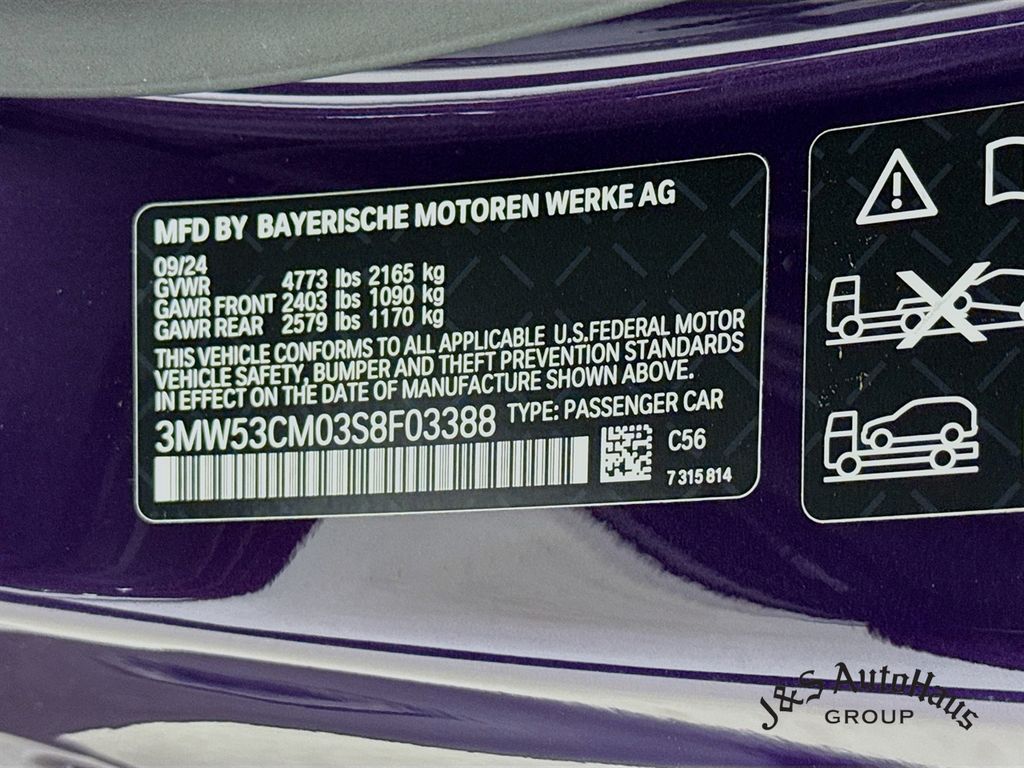 MFD BY BAYERISCHE MOTOREN WERKE AG
09/24
GVWR 4773 lbs 2165 kg
GAWR FRONT 2403 lbs 1090 kg
GAWR REAR 2579 lbs 1170 kg
THIS VEHICLE CONFORMS TO ALL APPLICABLE U.S.FEDERAL MOTOR
VEHICLE SAFETY, BUMPER AND THEFT PREVENTION STANDARDS
IN EFFECT ON THE DATE OF MANUFACTURE SHOWN ABOVE.
3MW53CM03S8F03388 TYPE: PASSENGER CAR
C56
7 315 814
J&S AutoHaus
GROUP